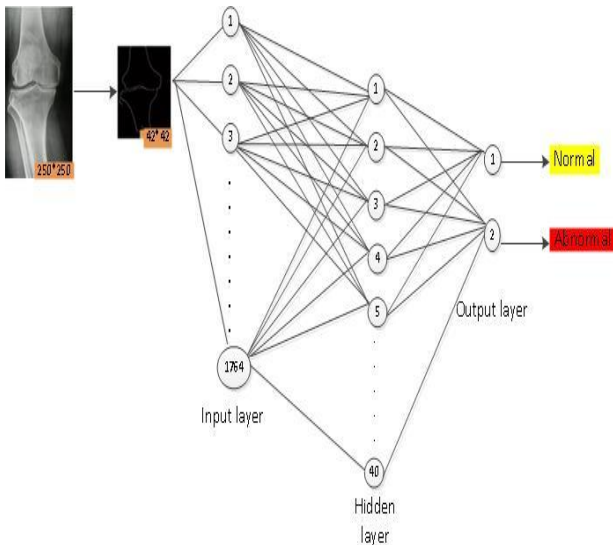 250*250
42*42
1
2
3
1764
Input layer
1
2
3
4
5
40
Hidden
layer
1
2
Output layer
Normal
Abnormal